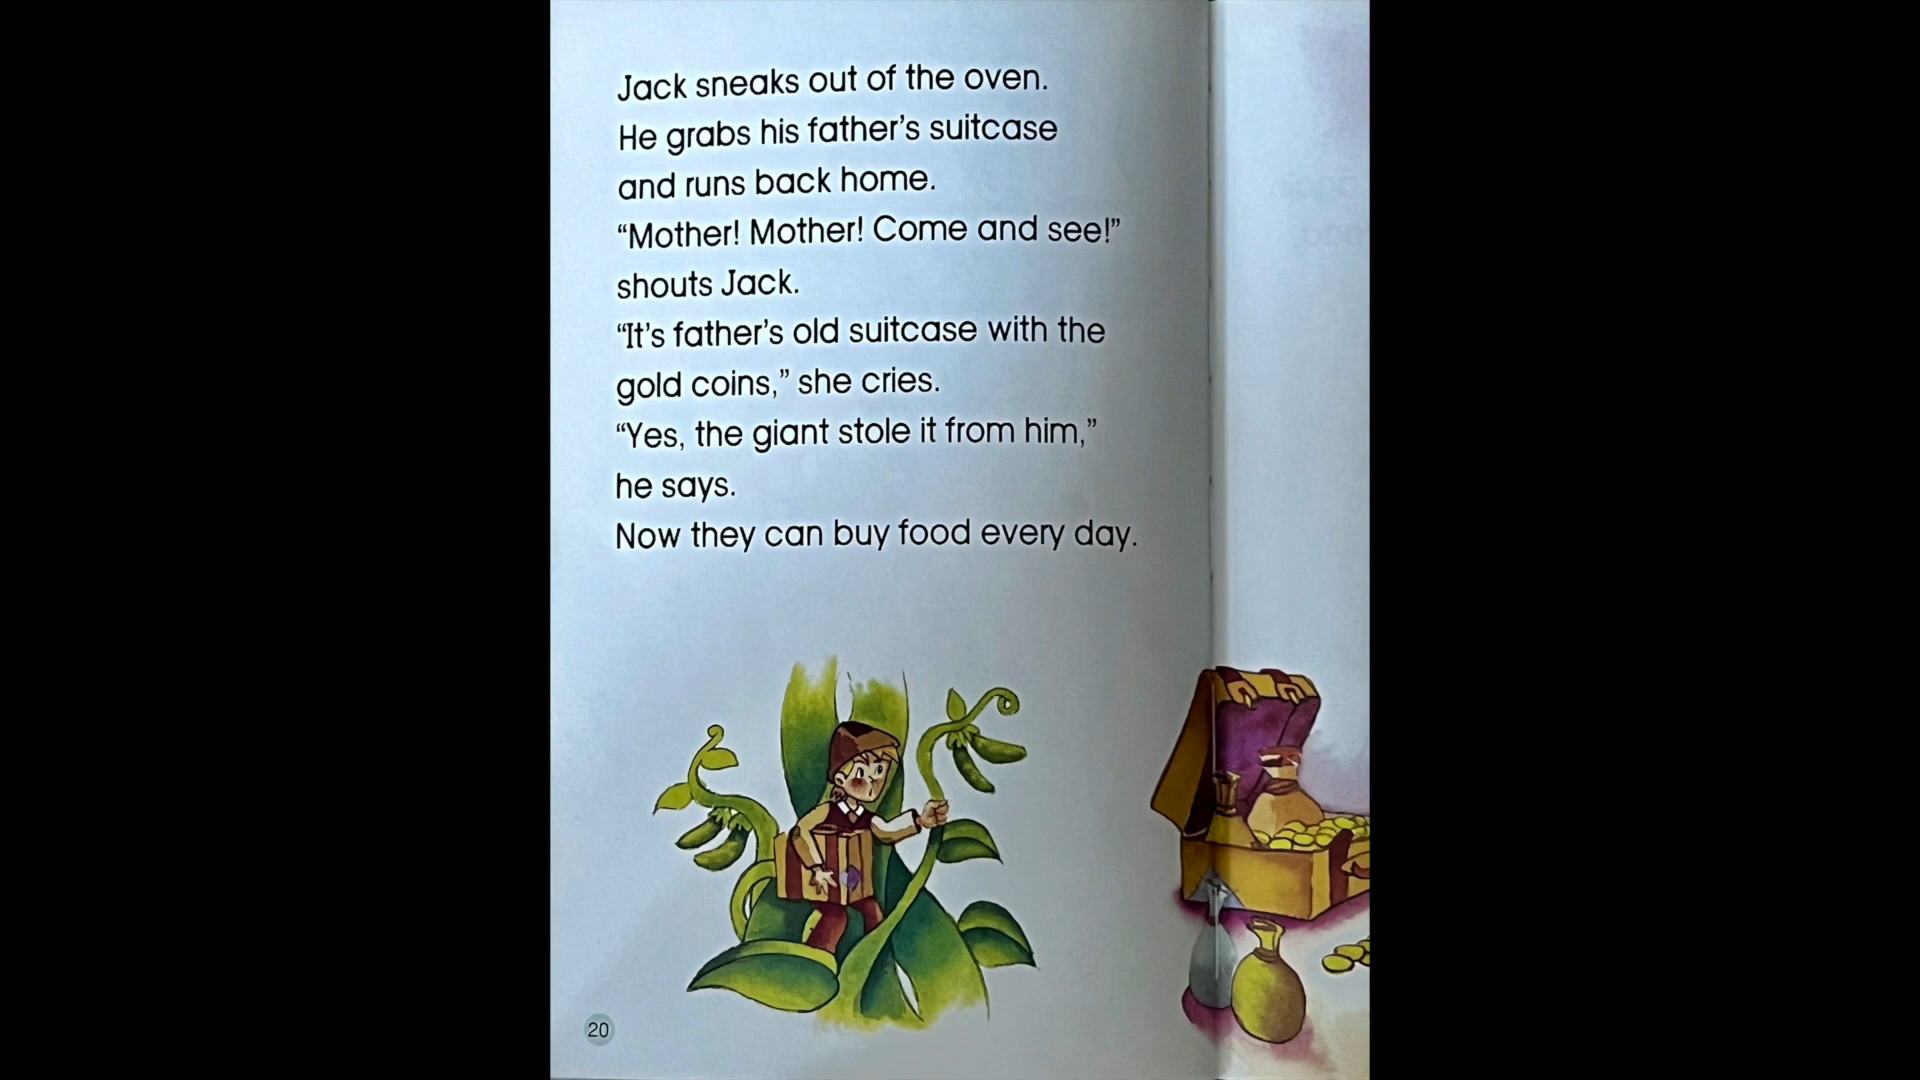 Jack sneaks out of the oven.
He grabs his father’s suitcase
and runs back home.
“Mother! Mother! Come and see!”
shouts Jack.
“It’s father’s old suitcase with the
gold coins,” she cries.
“Yes, the giant stole it from him,”
he says.
Now they can buy food every day.
20